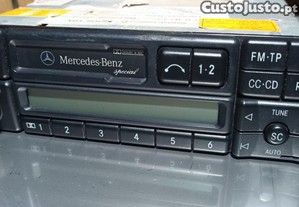 CustoJusto.pt
Mercedes-Benz
special
1·2
FM·TP
CC·CD
R
TUNE
SC
AUTO
1 2 3 4 5 6